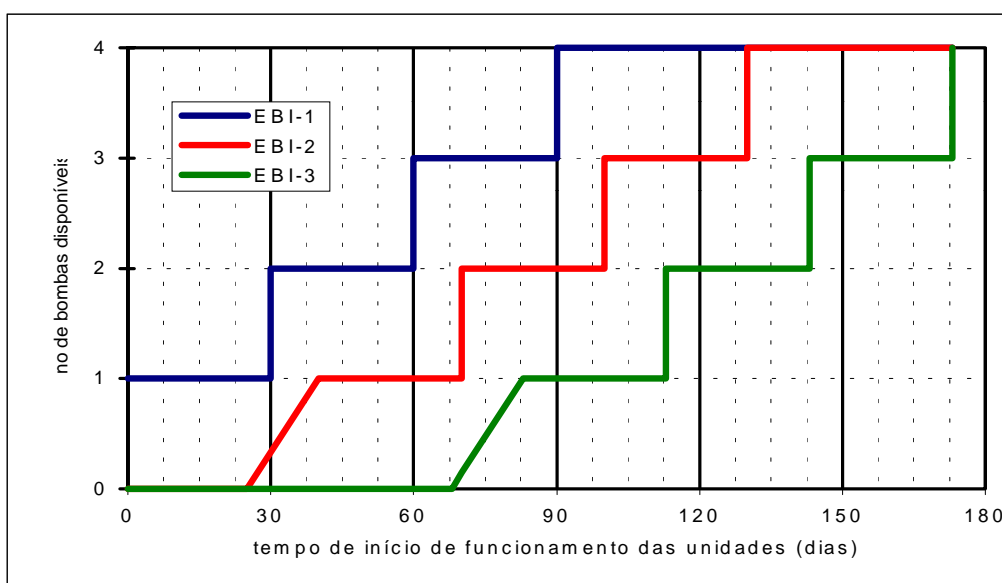 no de bombas disponíveis
4
3
2
1
0
EBI-1
EBI-2
EBI-3
0 30 60 90 120 150 180
tempo de início de funcionamento das unidades (dias)